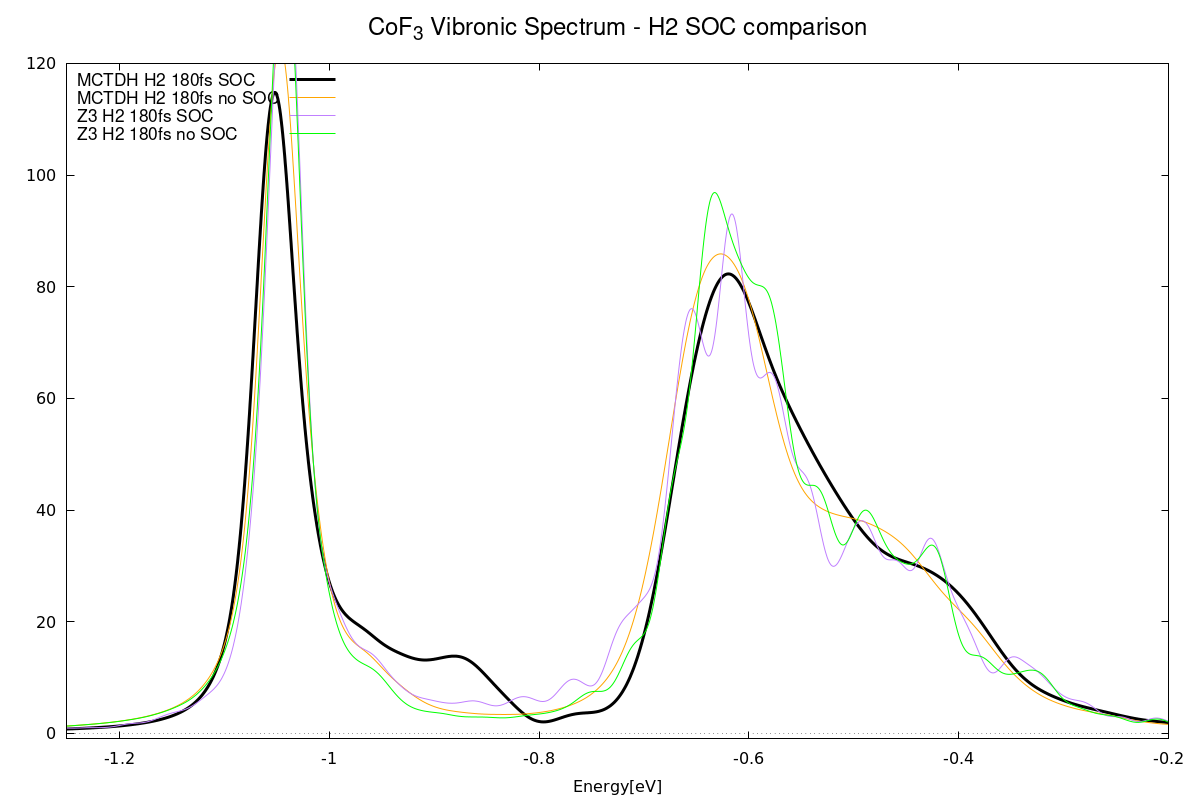 CoF3 Vibronic Spectrum - H2 SOC comparison
120
100
80
60
40
20
0
MCTDH H2 180fs SOC
MCTDH H2 180fs no SOC
Z3 H2 180fs SOC
Z3 H2 180fs no SOC
-1.2 -1 -0.8 -0.6 -0.4 -0.2
Energy[eV]